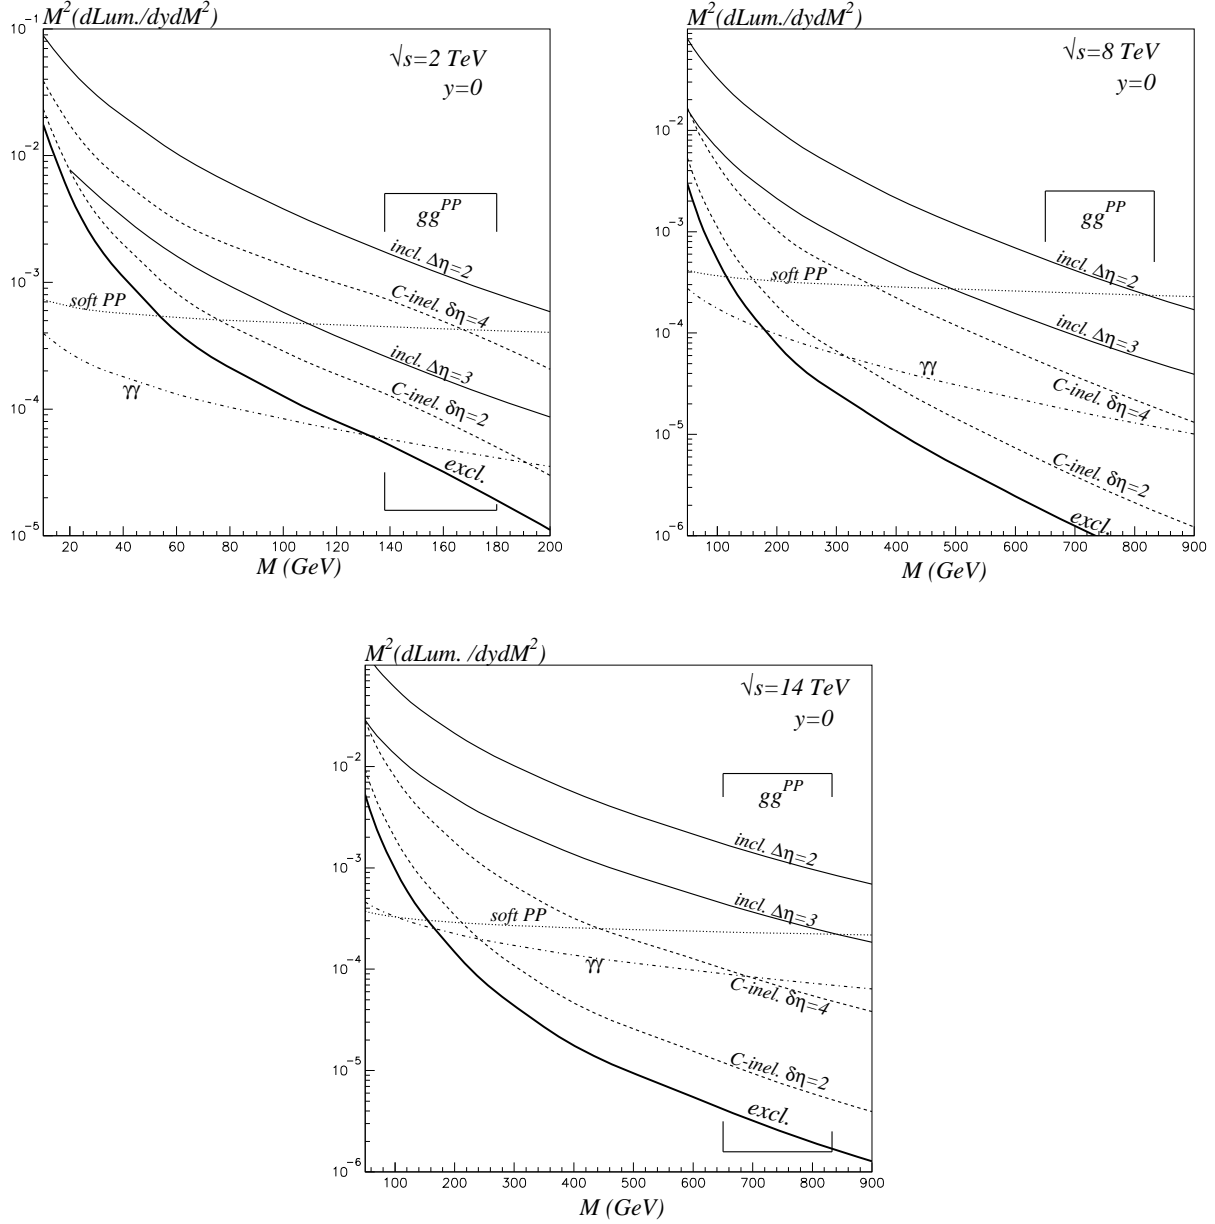 M²(dLum./dydM²)
√s=2 TeV
y=0
10⁻¹
10⁻²
10⁻³
10⁻⁴
10⁻⁵
gg^PP
incl. Δη=2
soft PP
C-inel. δη=4
incl. Δη=3
γγ
C-inel. δη=2
excl.
20 40 60 80 100 120 140 160 180 200
M (GeV)
M²(dLum./dydM²)
√s=8 TeV
y=0
10⁻²
10⁻³
10⁻⁴
10⁻⁵
10⁻⁶
gg^PP
incl. Δη=2
soft PP
incl. Δη=3
γγ
C-inel. δη=4
C-inel. δη=2
excl.
100 200 300 400 500 600 700 800 900
M (GeV)
M²(dLum. /dydM²)
√s=14 TeV
y=0
10⁻²
10⁻³
10⁻⁴
10⁻⁵
10⁻⁶
gg^PP
incl. Δη=2
incl. Δη=3
soft PP
γγ
C-inel. δη=4
C-inel. δη=2
excl.
100 200 300 400 500 600 700 800 900
M (GeV)